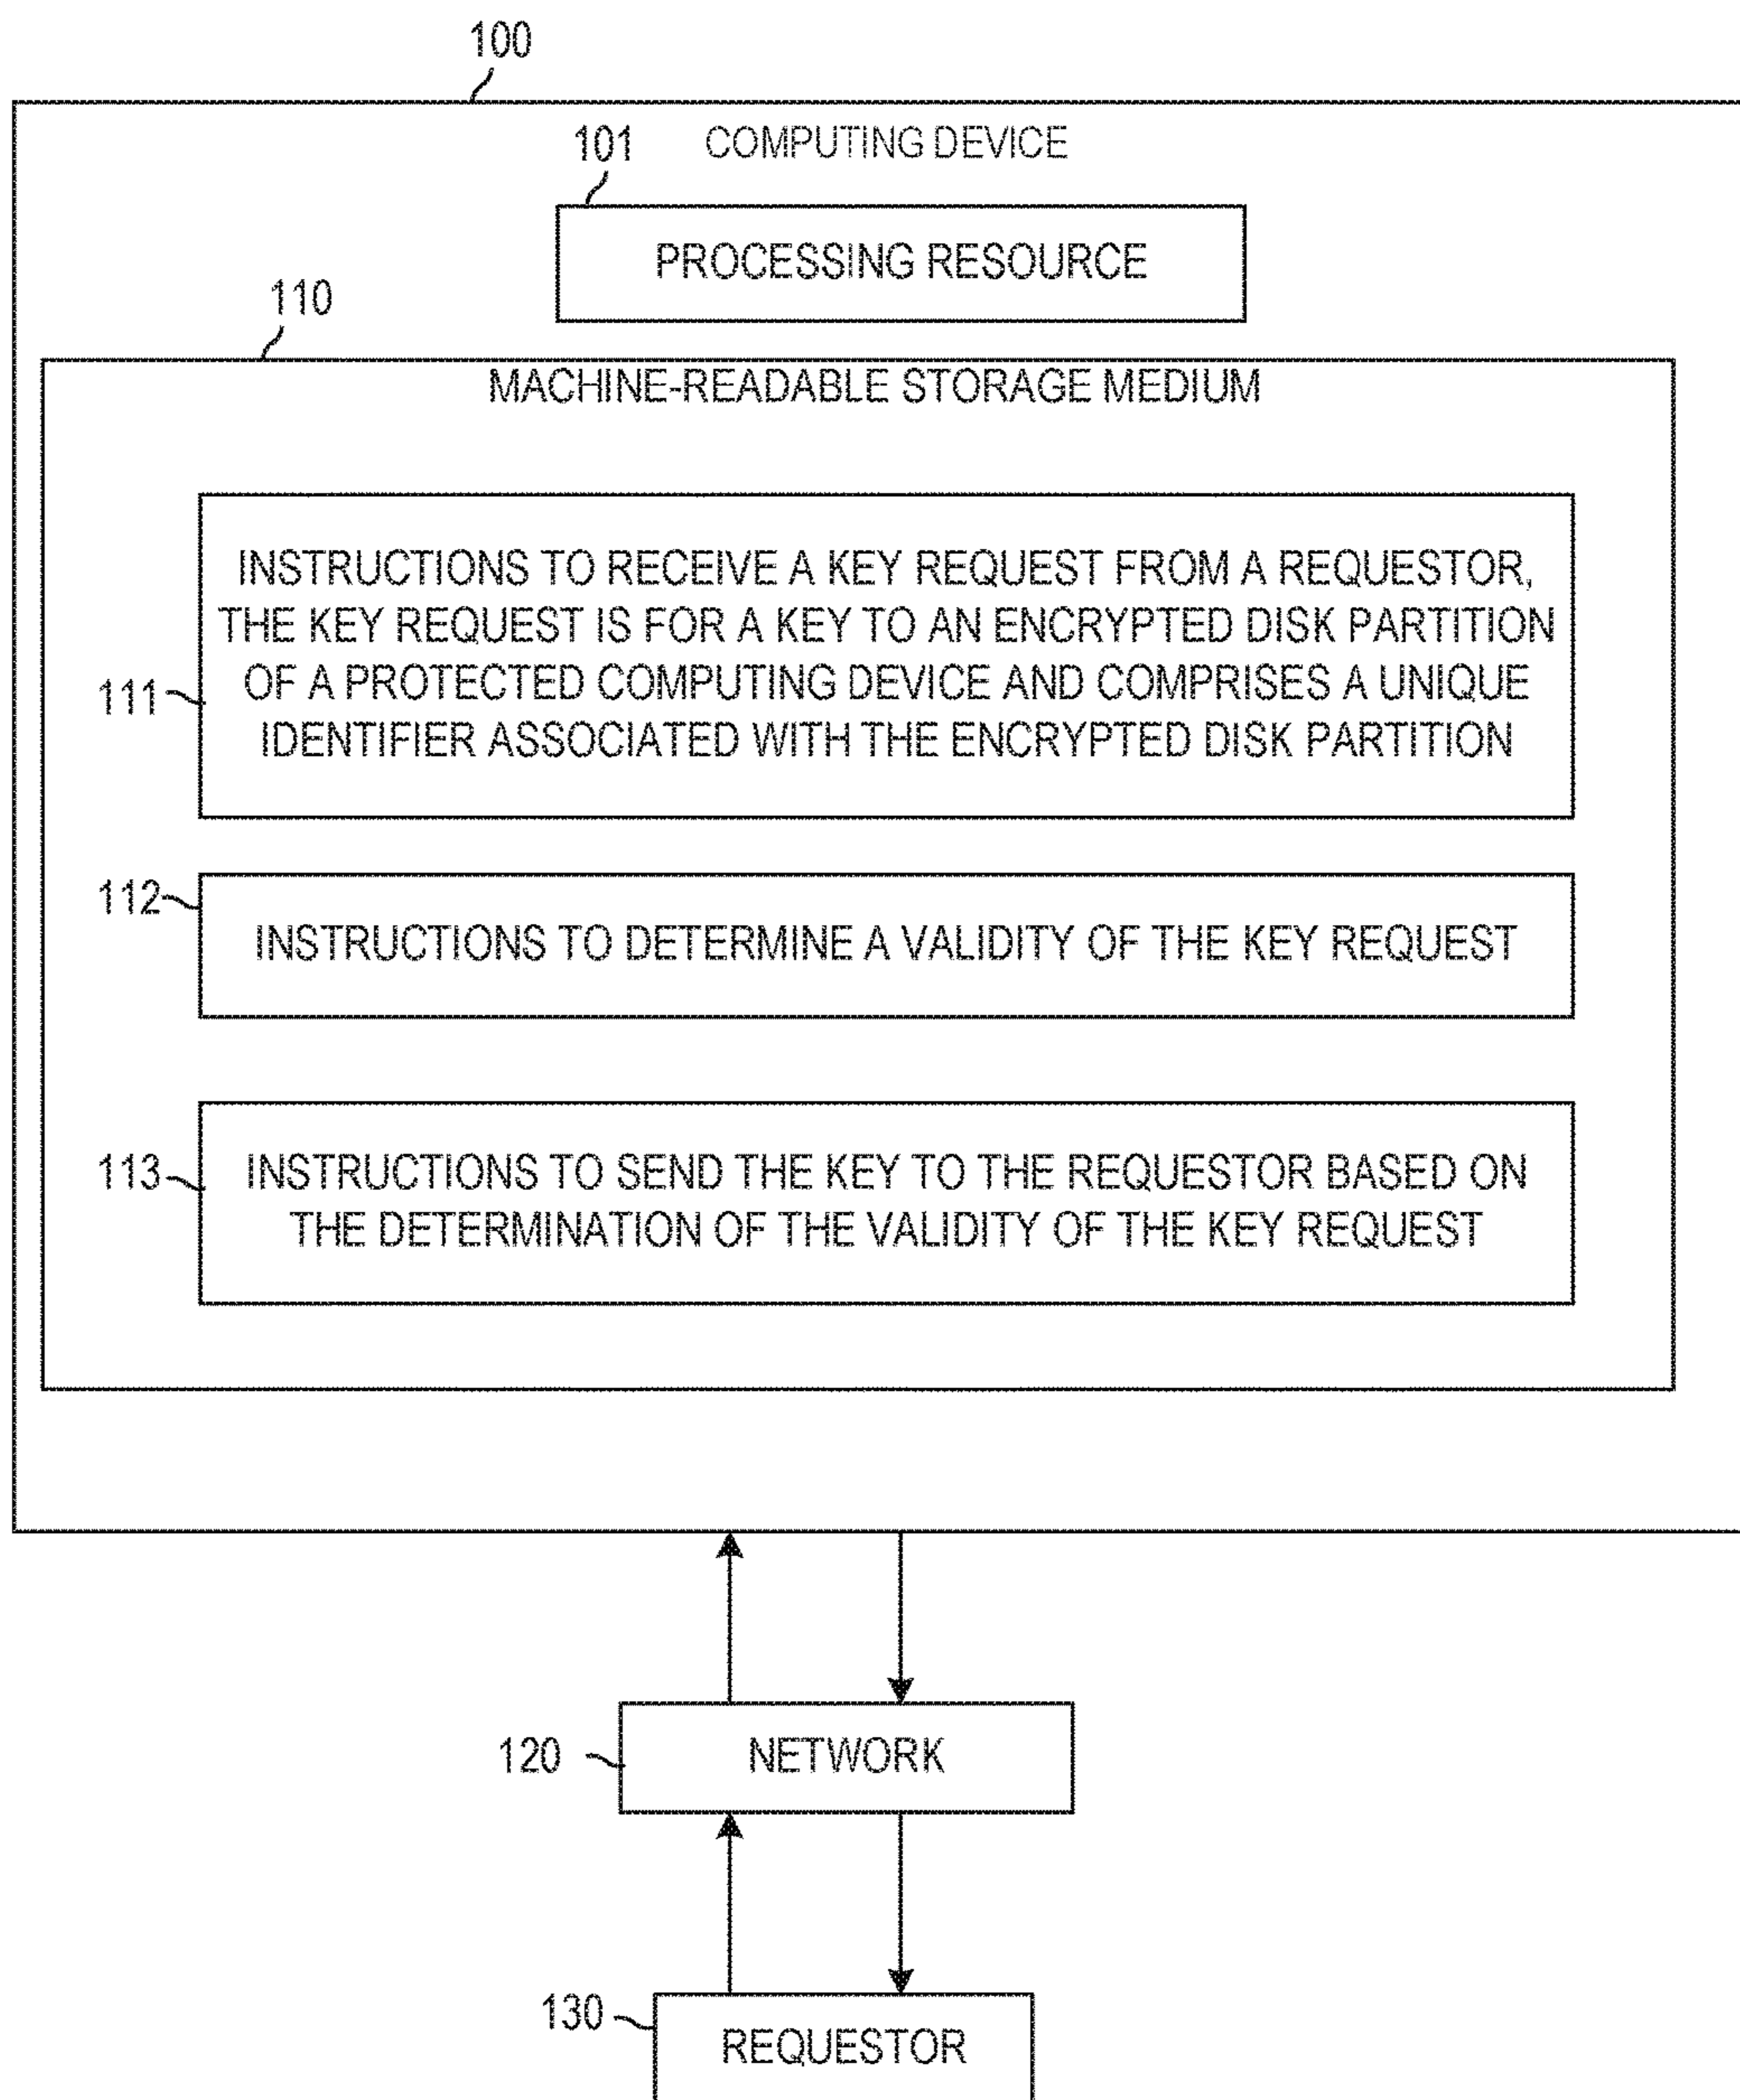 100
101
COMPUTING DEVICE
PROCESSING RESOURCE
110
MACHINE-READABLE STORAGE MEDIUM
INSTRUCTIONS TO RECEIVE A KEY REQUEST FROM A REQUESTOR,
THE KEY REQUEST IS FOR A KEY TO AN ENCRYPTED DISK PARTITION
OF A PROTECTED COMPUTING DEVICE AND COMPRISES A UNIQUE
IDENTIFIER ASSOCIATED WITH THE ENCRYPTED DISK PARTITION
111
112
INSTRUCTIONS TO DETERMINE A VALIDITY OF THE KEY REQUEST
113
INSTRUCTIONS TO SEND THE KEY TO THE REQUESTOR BASED ON
THE DETERMINATION OF THE VALIDITY OF THE KEY REQUEST
120
NETWORK
130
REQUESTOR